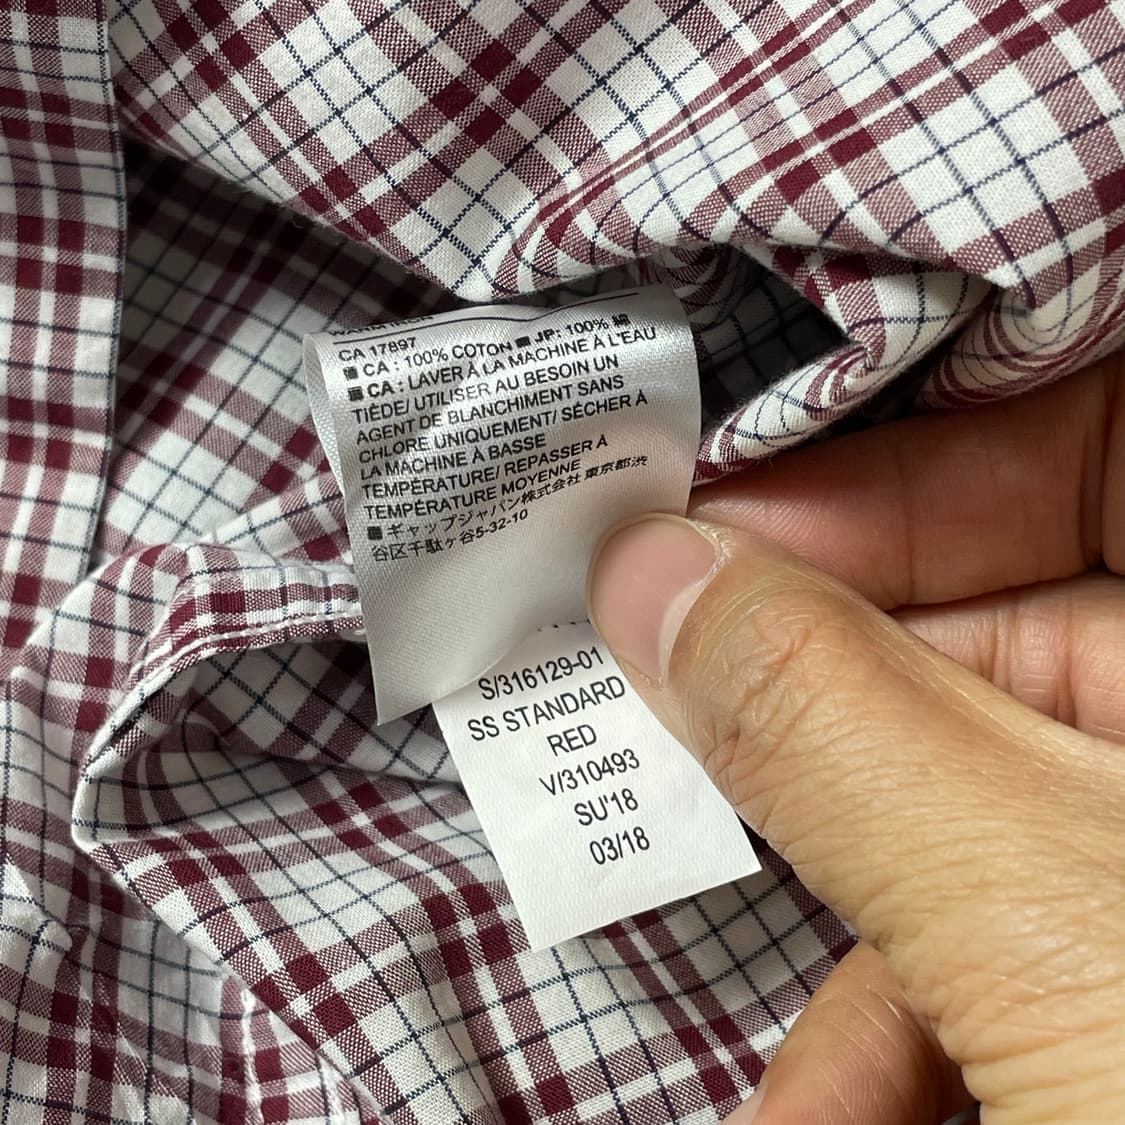 WARM IRON
CA 17897
■ CA : 100% COTON ■ JP: 100% 綿
■ CA : LAVER À LA MACHINE À L'EAU
TIÈDE/ UTILISER AU BESOIN UN
AGENT DE BLANCHIMENT SANS
CHLORE UNIQUEMENT/ SÉCHER À
LA MACHINE À BASSE
TEMPÉRATURE/ REPASSER À
TEMPÉRATURE MOYENNE
■ ギャップジャパン株式会社 東京都渋
谷区千駄ヶ谷5-32-10
S/316129-01
SS STANDARD
RED
V/310493
SU'18
03/18